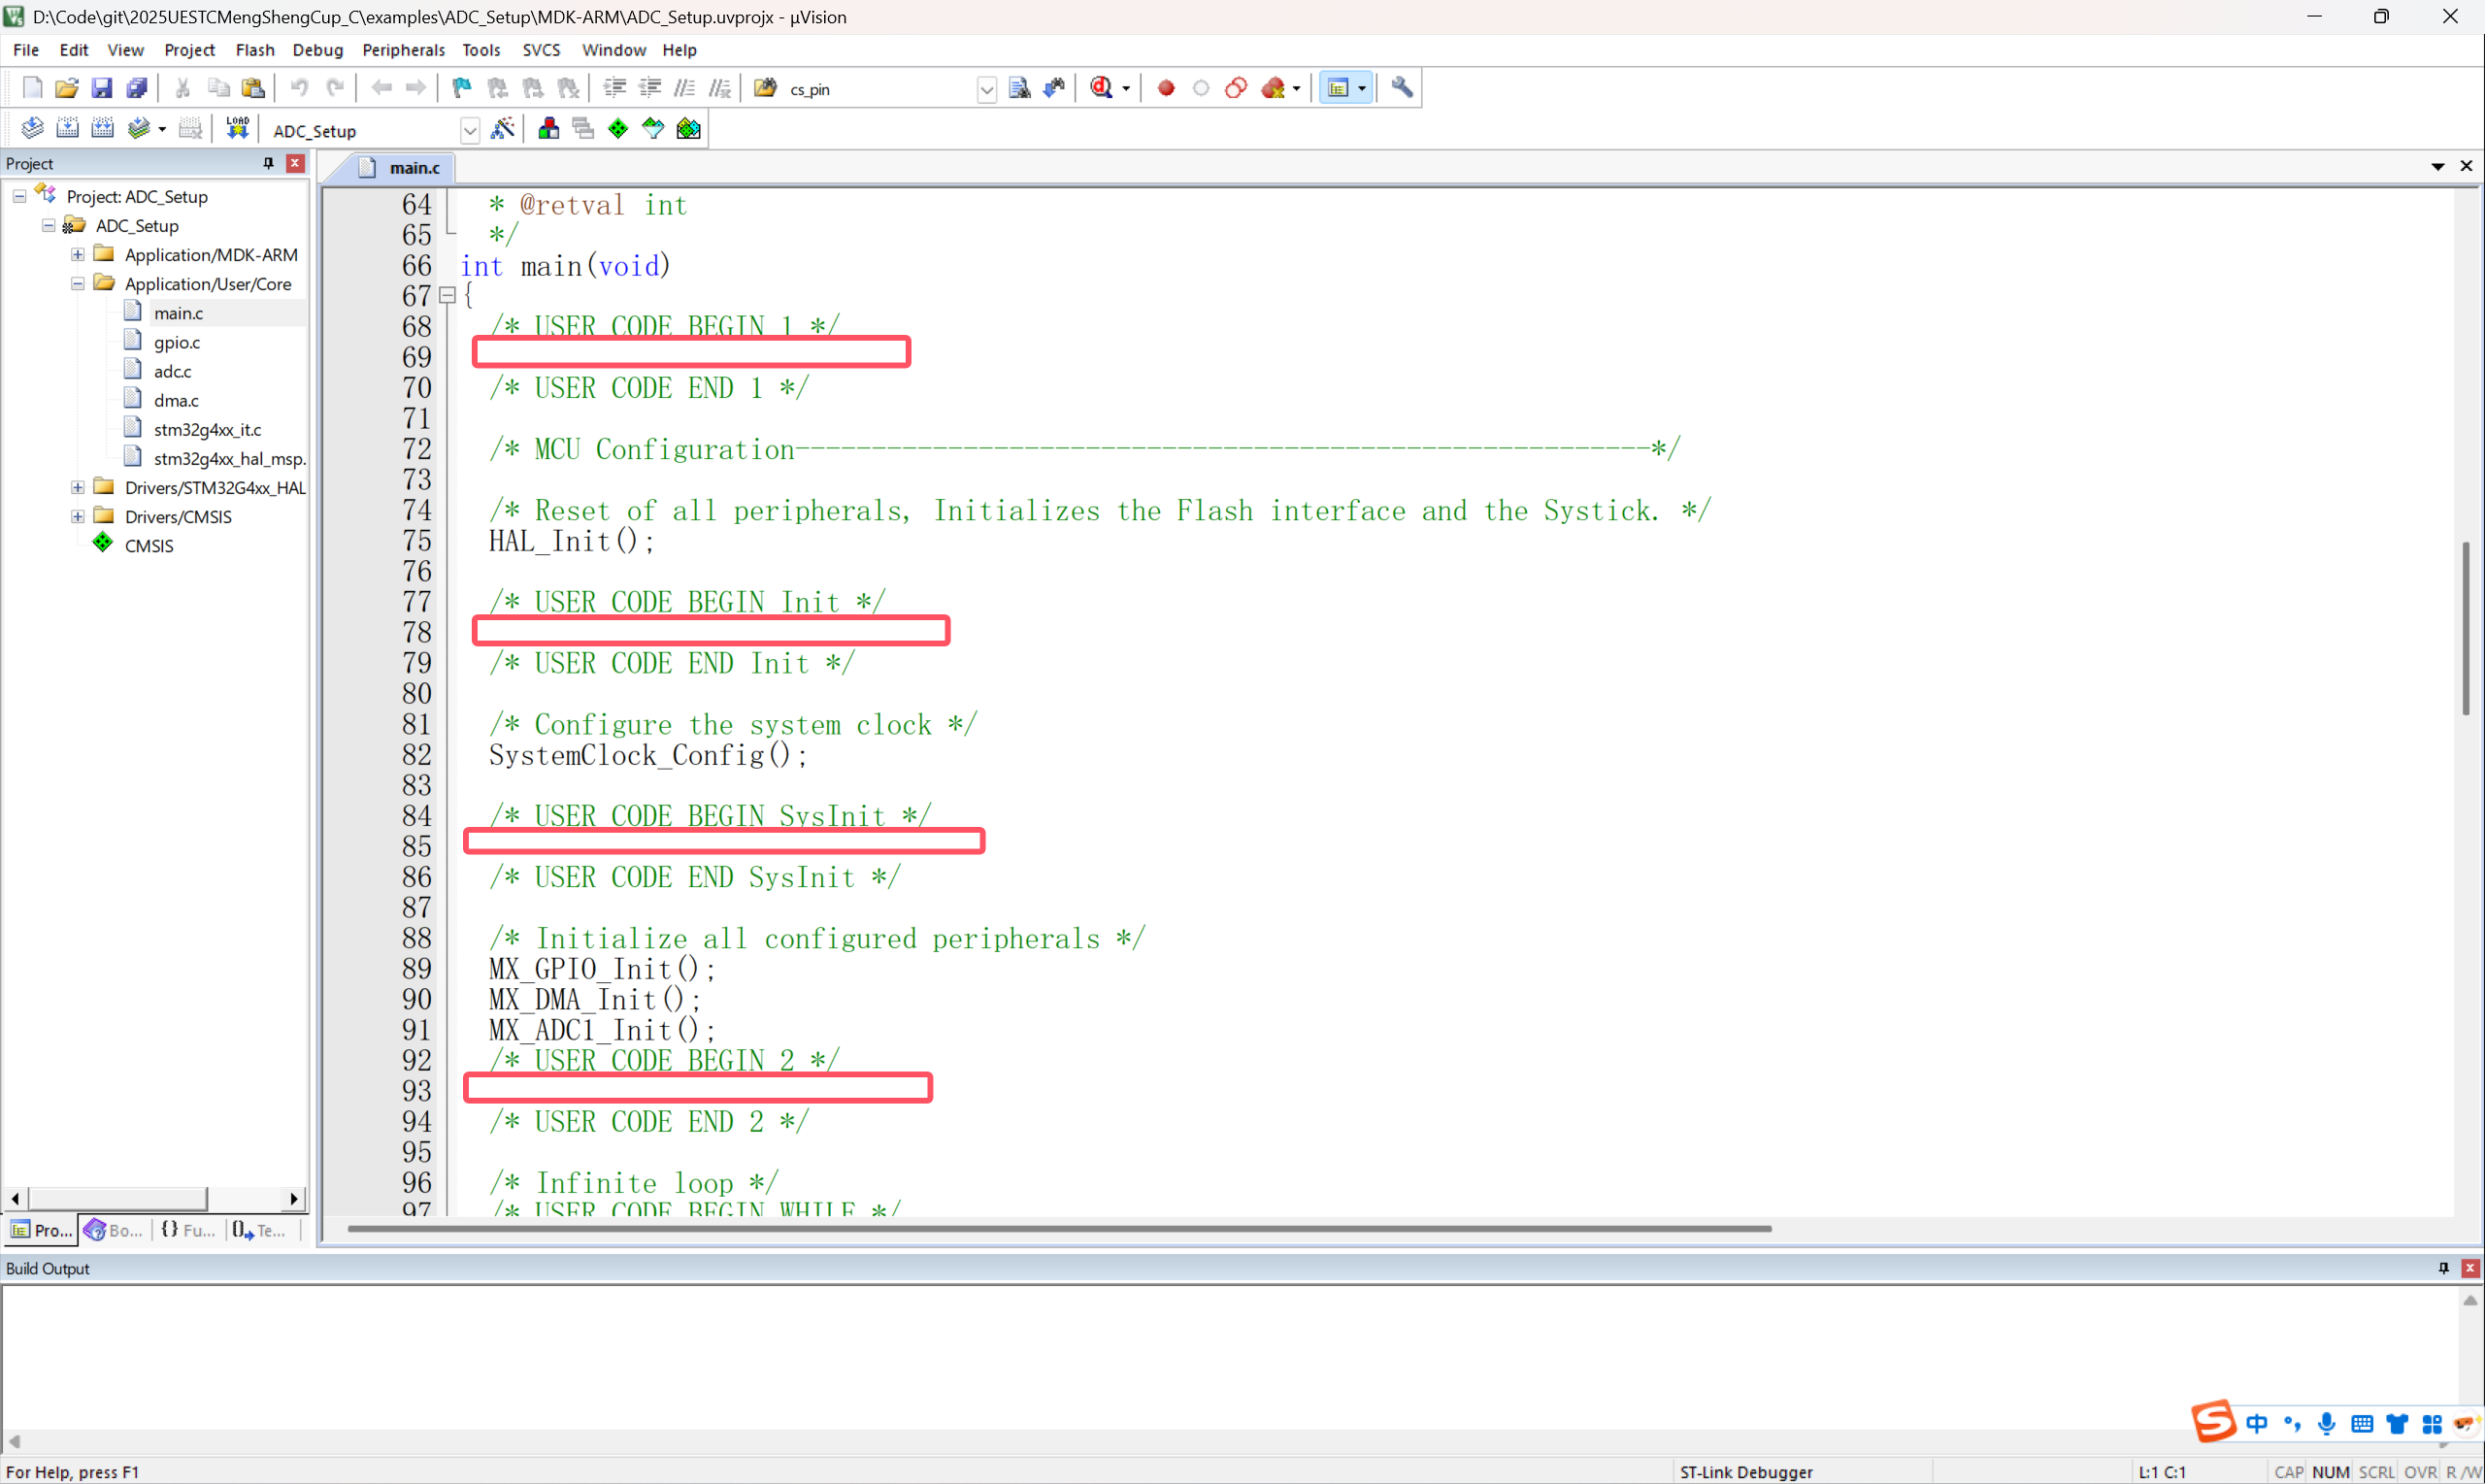 D:\Code\git\2025UESTCMengShengCup_C\examples\ADC_Setup\MDK-ARM\ADC_Setup.uvprojx - µVision
File Edit View Project Flash Debug Peripherals Tools SVCS Window Help
cs_pin
LOAD
ADC_Setup
Project
main.c
Project: ADC_Setup
ADC_Setup
Application/MDK-ARM
Application/User/Core
main.c
gpio.c
adc.c
dma.c
stm32g4xx_it.c
stm32g4xx_hal_msp.
Drivers/STM32G4xx_HAL
Drivers/CMSIS
CMSIS
Pro... Bo... {} Fu... Te...
64 * @retval int
65 */
66 int main(void)
67 {
68 /* USER CODE BEGIN 1 */
69
70 /* USER CODE END 1 */
71
72 /* MCU Configuration--------------------------------------------------------*/
73
74 /* Reset of all peripherals, Initializes the Flash interface and the Systick. */
75 HAL_Init();
76
77 /* USER CODE BEGIN Init */
78
79 /* USER CODE END Init */
80
81 /* Configure the system clock */
82 SystemClock_Config();
83
84 /* USER CODE BEGIN SysInit */
85
86 /* USER CODE END SysInit */
87
88 /* Initialize all configured peripherals */
89 MX_GPIO_Init();
90 MX_DMA_Init();
91 MX_ADC1_Init();
92 /* USER CODE BEGIN 2 */
93
94 /* USER CODE END 2 */
95
96 /* Infinite loop */
97 /* USER CODE BEGIN WHILE */
Build Output
中
For Help, press F1
ST-Link Debugger
L:1 C:1
CAP NUM SCRL OVR R/W